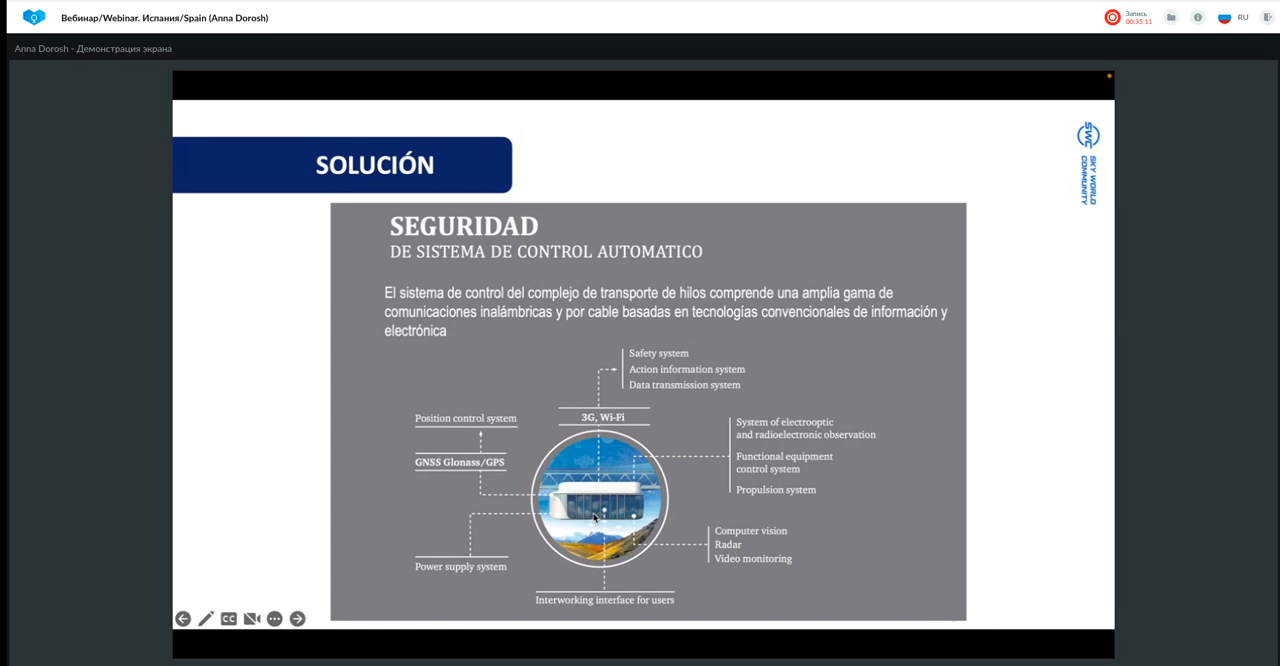 Вебинар/Webinar. Испания/Spain (Anna Dorosh)
Запись
00:35:11
RU
Anna Dorosh - Демонстрация экрана
SOLUCIÓN
SWC
SKY WORLD
COMMUNITY
SEGURIDAD
DE SISTEMA DE CONTROL AUTOMATICO
El sistema de control del complejo de transporte de hilos comprende una amplia gama de
comunicaciones inalámbricas y por cable basadas en tecnologías convencionales de información y
electrónica
Safety system
Action information system
Data transmission system
3G, Wi-Fi
Position control system
GNSS Glonass/GPS
System of electrooptic
and radioelectronic observation
Functional equipment
control system
Propulsion system
Computer vision
Radar
Video monitoring
Power supply system
Interworking interface for users
CC